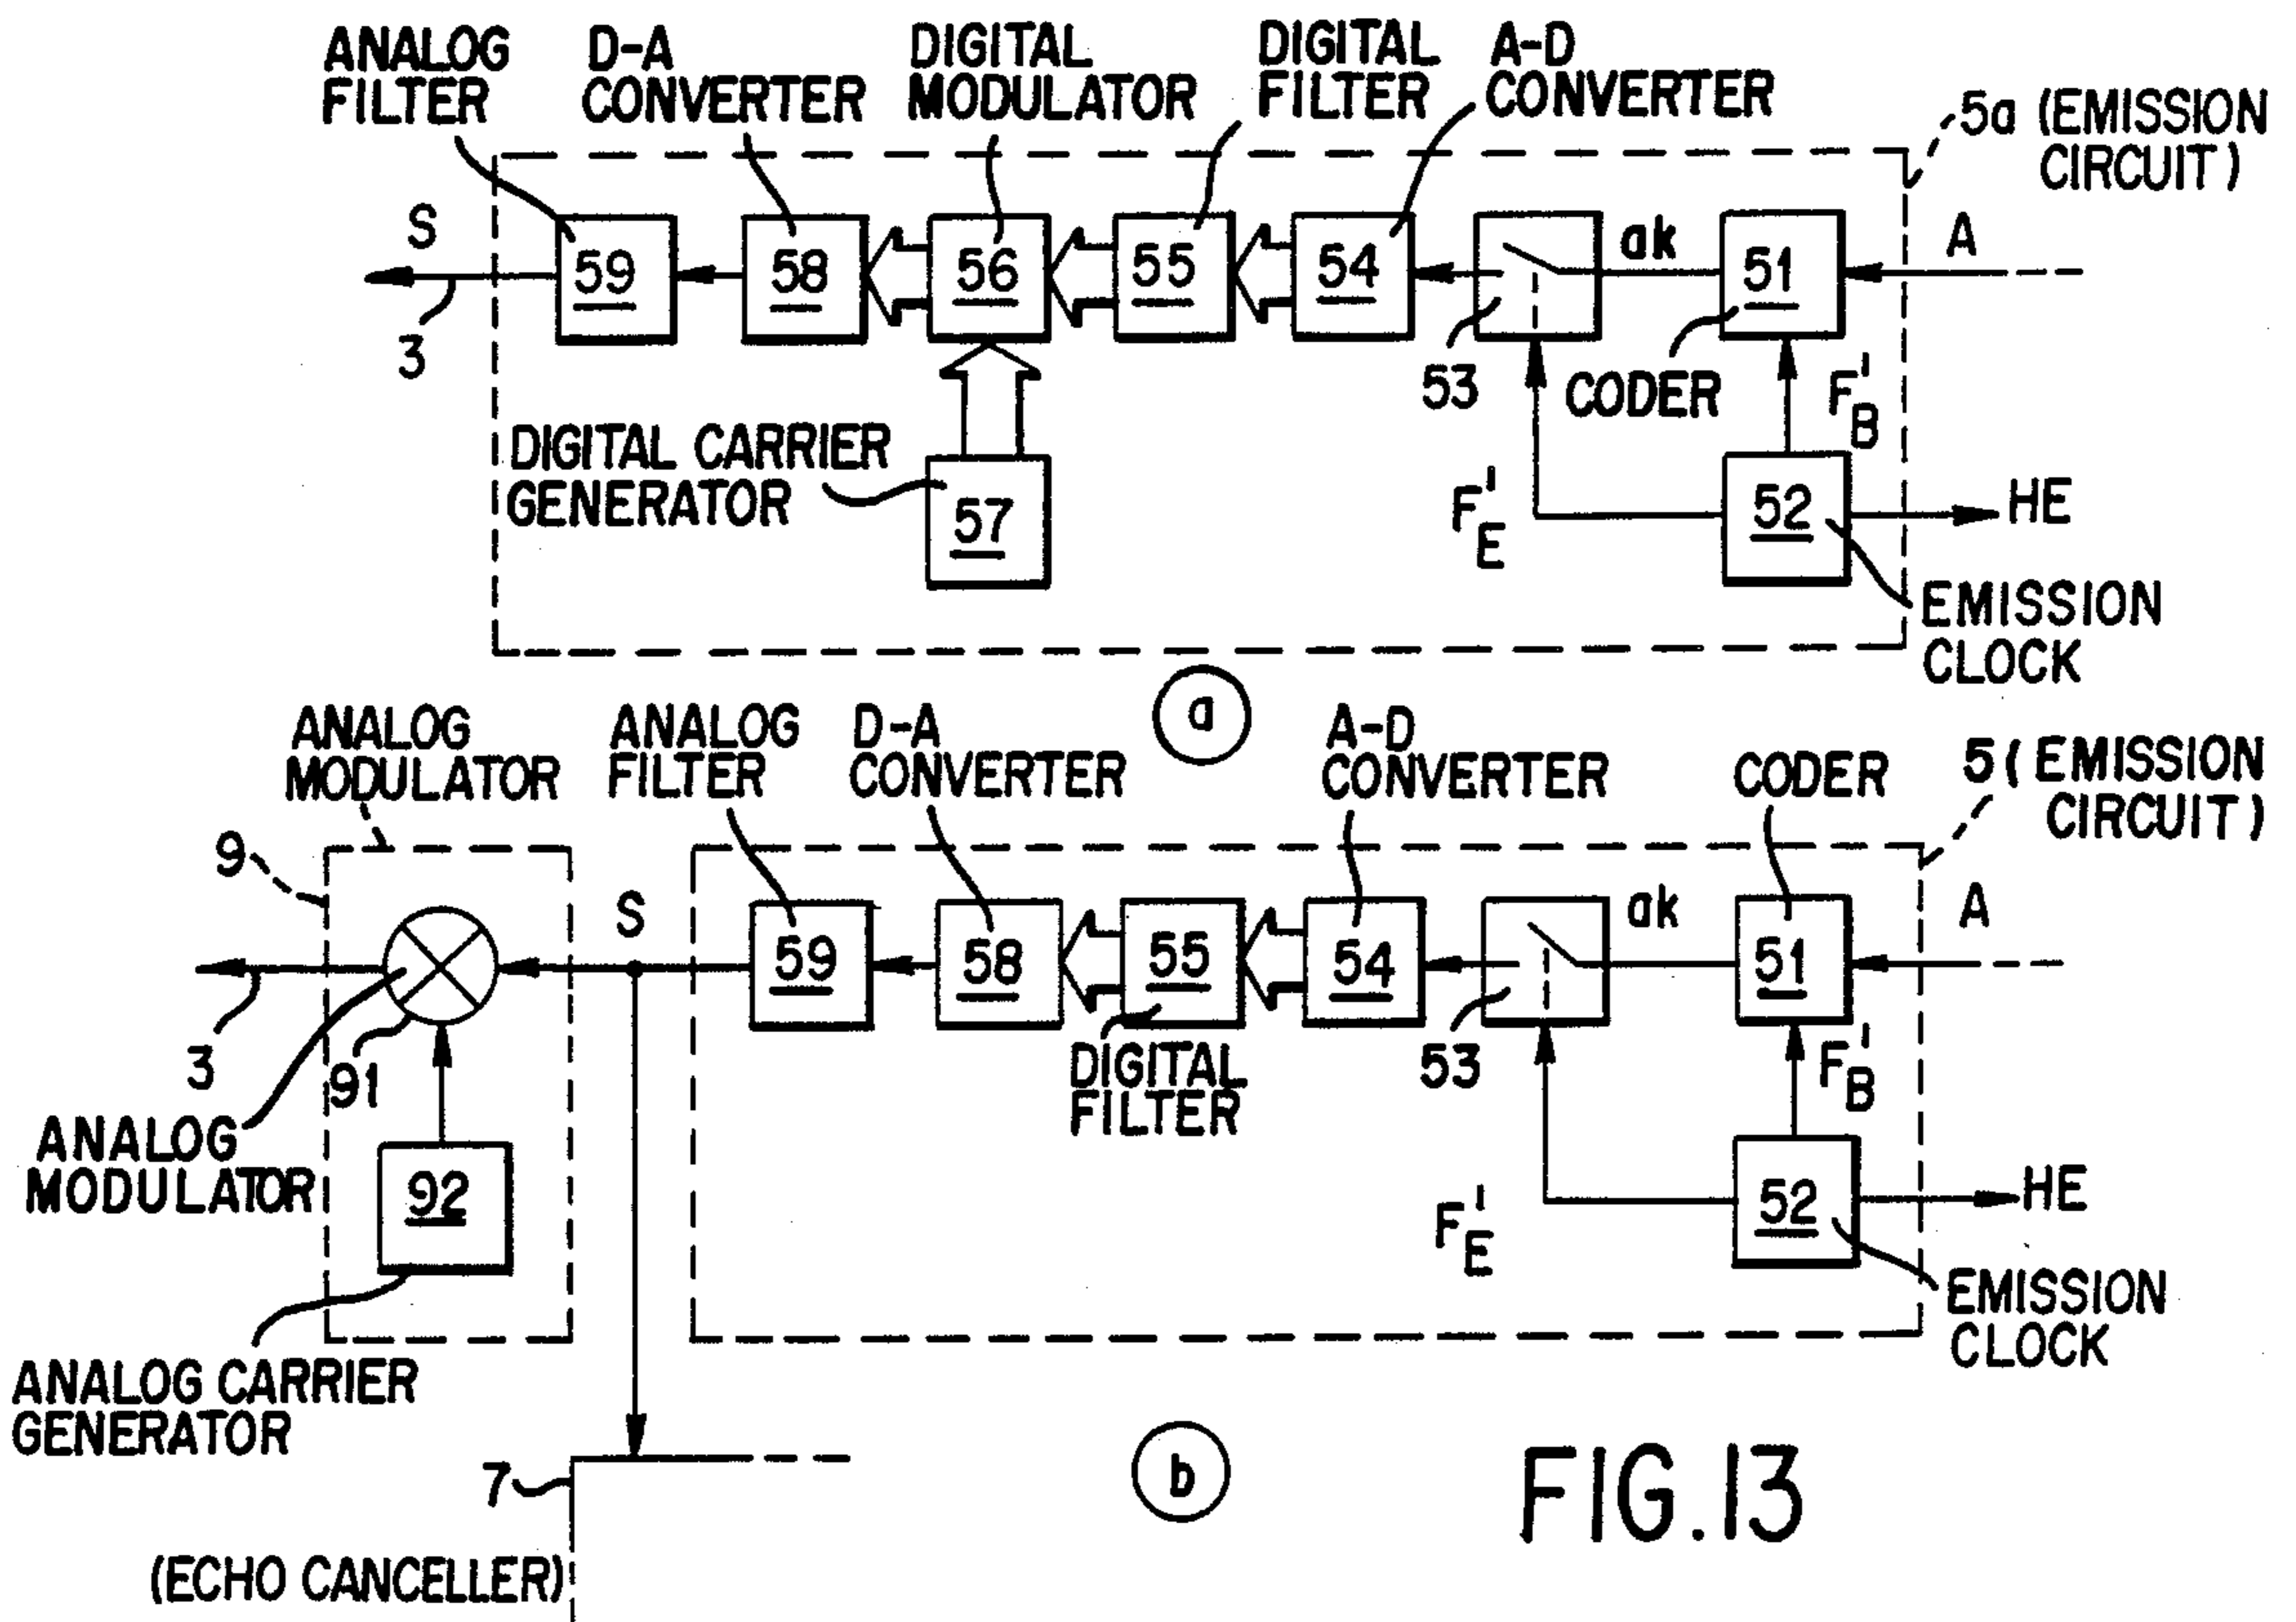 ANALOG
FILTER
D-A
CONVERTER
DIGITAL
MODULATOR
DIGITAL
FILTER
A-D
CONVERTER
5a (EMISSION
CIRCUIT)
S
59
58
56
55
54
ak
51
A
3
53
CODER
F'B
DIGITAL CARRIER
GENERATOR
57
F'E
52
HE
EMISSION
CLOCK
a
ANALOG
MODULATOR
ANALOG
FILTER
D-A
CONVERTER
A-D
CONVERTER
CODER
5 (EMISSION
CIRCUIT)
9
S
59
58
55
54
ak
51
A
3
91
DIGITAL
FILTER
53
F'B
ANALOG
MODULATOR
92
F'E
52
HE
EMISSION
CLOCK
ANALOG CARRIER
GENERATOR
7
b
FIG.13
(ECHO CANCELLER)